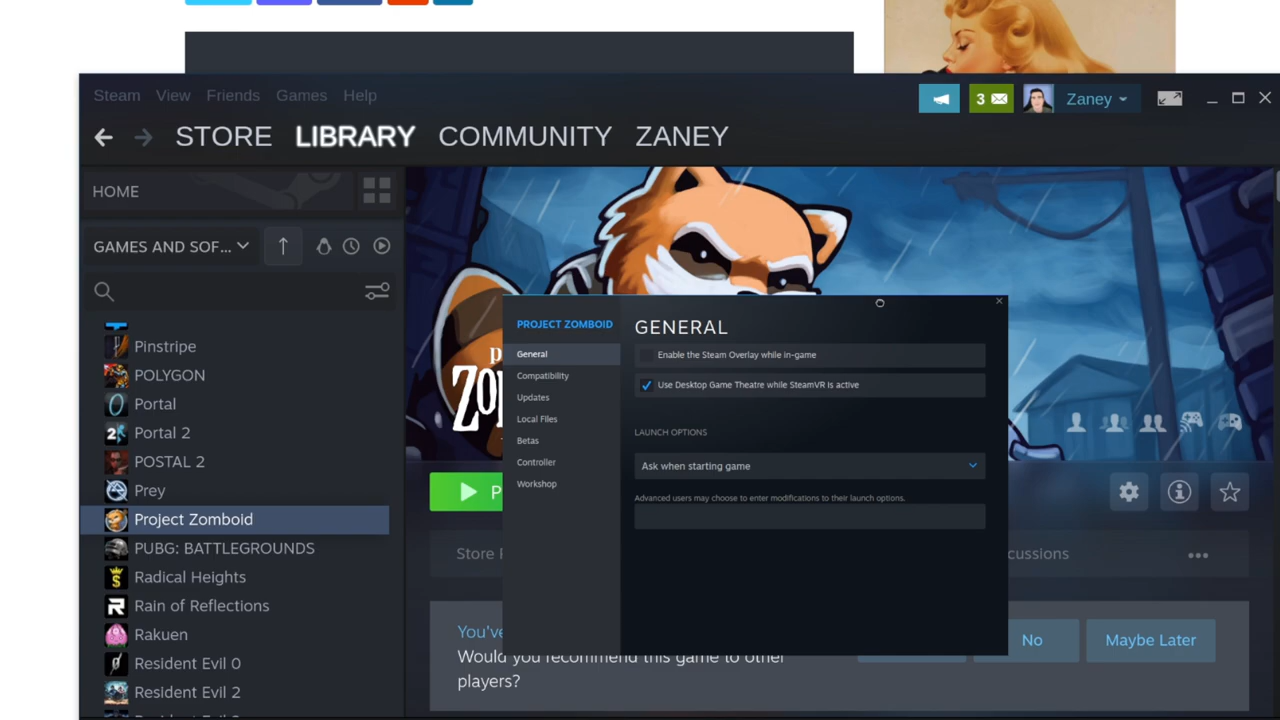 Steam View Friends Games Help
3
Zaney
STORE LIBRARY COMMUNITY ZANEY
HOME
GAMES AND SOF...
Pinstripe
POLYGON
Portal
Portal 2
POSTAL 2
Prey
Project Zomboid
PUBG: BATTLEGROUNDS
Radical Heights
Rain of Reflections
Rakuen
Resident Evil 0
Resident Evil 2
PROJECT ZOMBOID
General
Compatibility
Updates
Local Files
Betas
Controller
Workshop
GENERAL
Enable the Steam Overlay while in-game
Use Desktop Game Theatre while SteamVR is active
LAUNCH OPTIONS
Ask when starting game
Advanced users may choose to enter modifications to their launch options.
Store
You've
Would you recommend this game to other
players?
No
Maybe Later